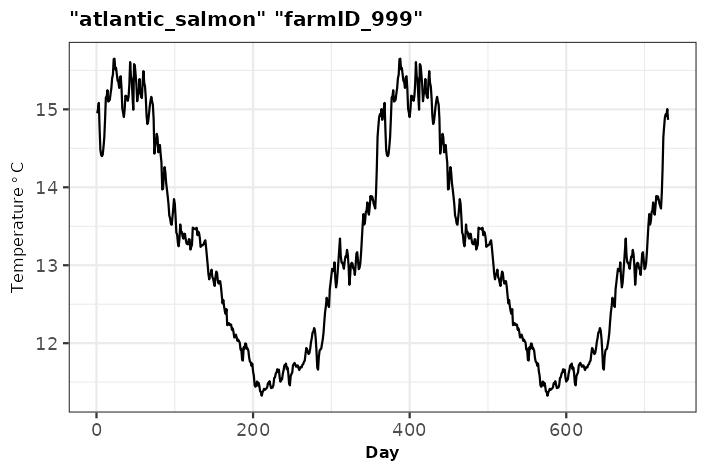 "atlantic_salmon" "farmID_999"
Temperature ° C
15
14
13
12
0 200 400 600
Day